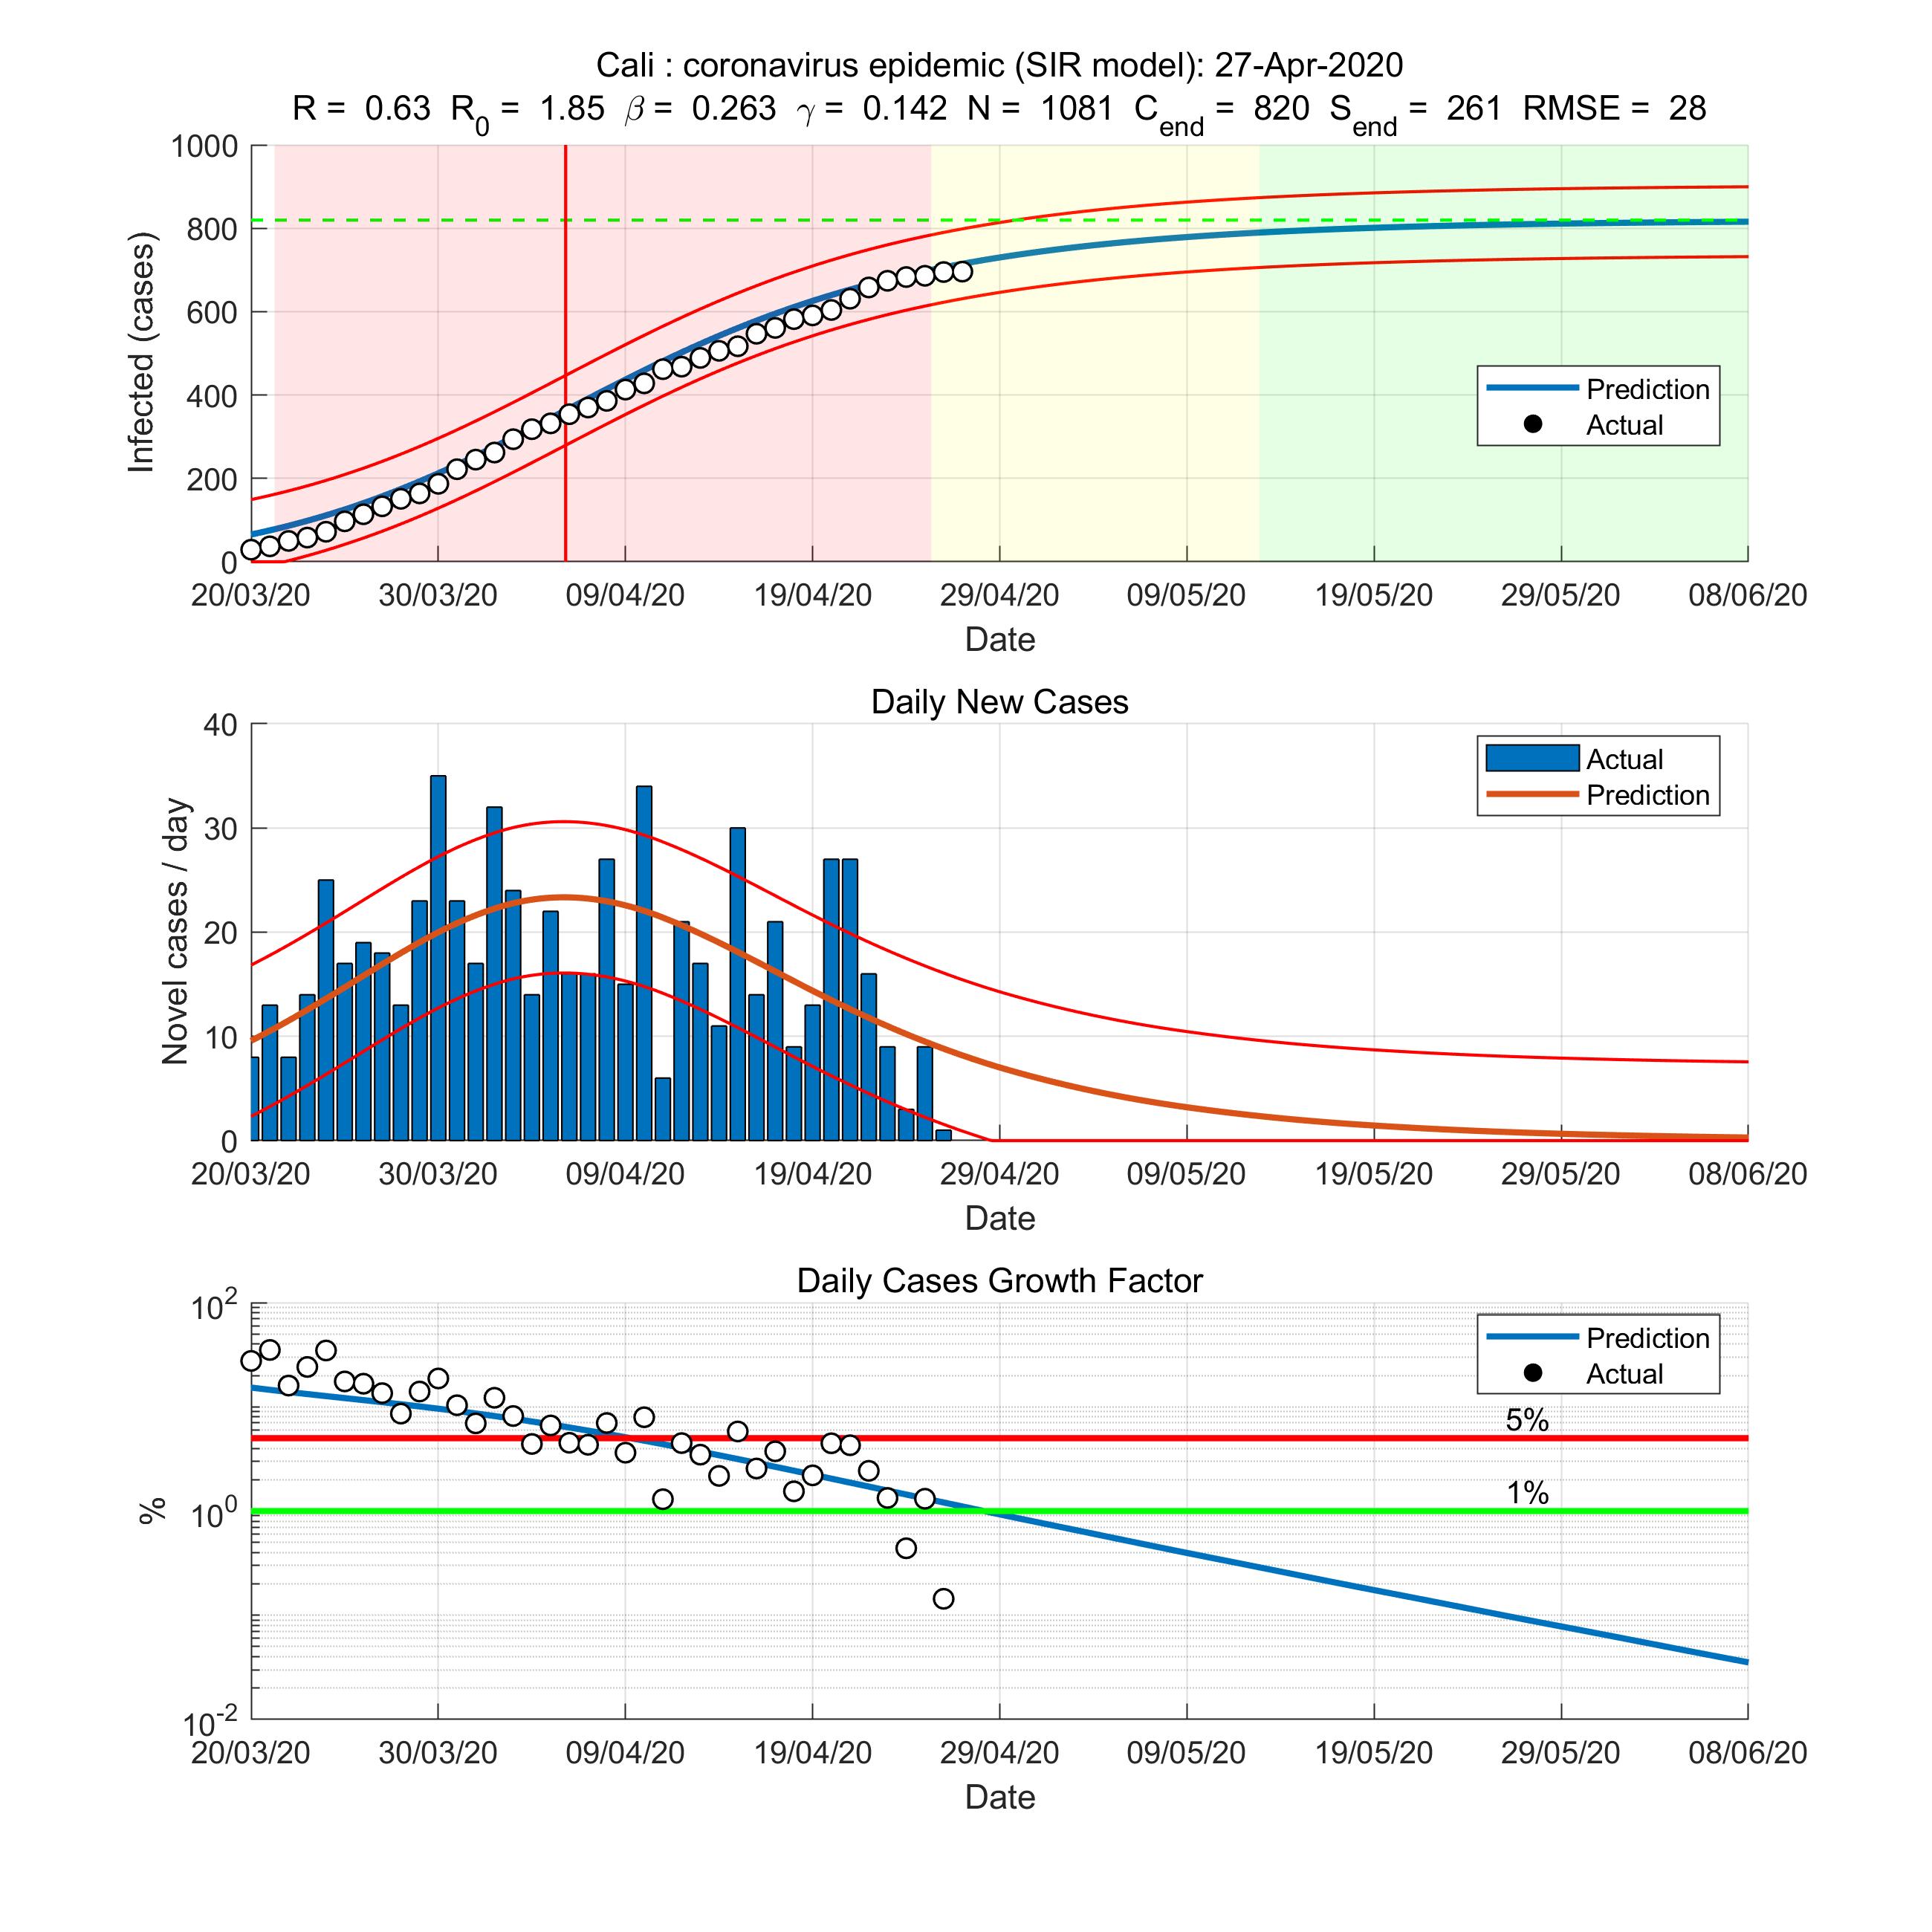 Cali : coronavirus epidemic (SIR model): 27-Apr-2020
R = 0.63 R0 = 1.85 β = 0.263 γ = 0.142 N = 1081 Cend = 820 Send = 261 RMSE = 28
1000
800
600
400
200
0
Infected (cases)
Prediction
Actual
20/03/20 30/03/20 09/04/20 19/04/20 29/04/20 09/05/20 19/05/20 29/05/20 08/06/20
Date
Daily New Cases
40
30
20
10
0
Novel cases / day
Actual
Prediction
20/03/20 30/03/20 09/04/20 19/04/20 29/04/20 09/05/20 19/05/20 29/05/20 08/06/20
Date
Daily Cases Growth Factor
10^2
10^0
10^-2
%
Prediction
Actual
5%
1%
20/03/20 30/03/20 09/04/20 19/04/20 29/04/20 09/05/20 19/05/20 29/05/20 08/06/20
Date